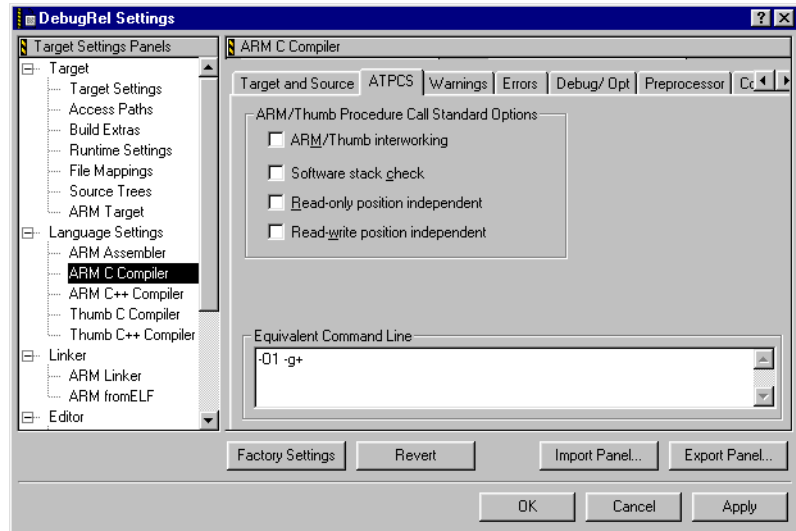 DebugRel Settings
Target Settings Panels
Target
Target Settings
Access Paths
Build Extras
Runtime Settings
File Mappings
Source Trees
ARM Target
Language Settings
ARM Assembler
ARM C Compiler
ARM C++ Compiler
Thumb C Compiler
Thumb C++ Compiler
Linker
ARM Linker
ARM fromELF
Editor
ARM C Compiler
Target and Source ATPCS Warnings Errors Debug/ Opt Preprocessor
ARM/Thumb Procedure Call Standard Options
ARM/Thumb interworking
Software stack check
Read-only position independent
Read-write position independent
Equivalent Command Line
-O1 -g+
Factory Settings Revert Import Panel... Export Panel...
OK Cancel Apply